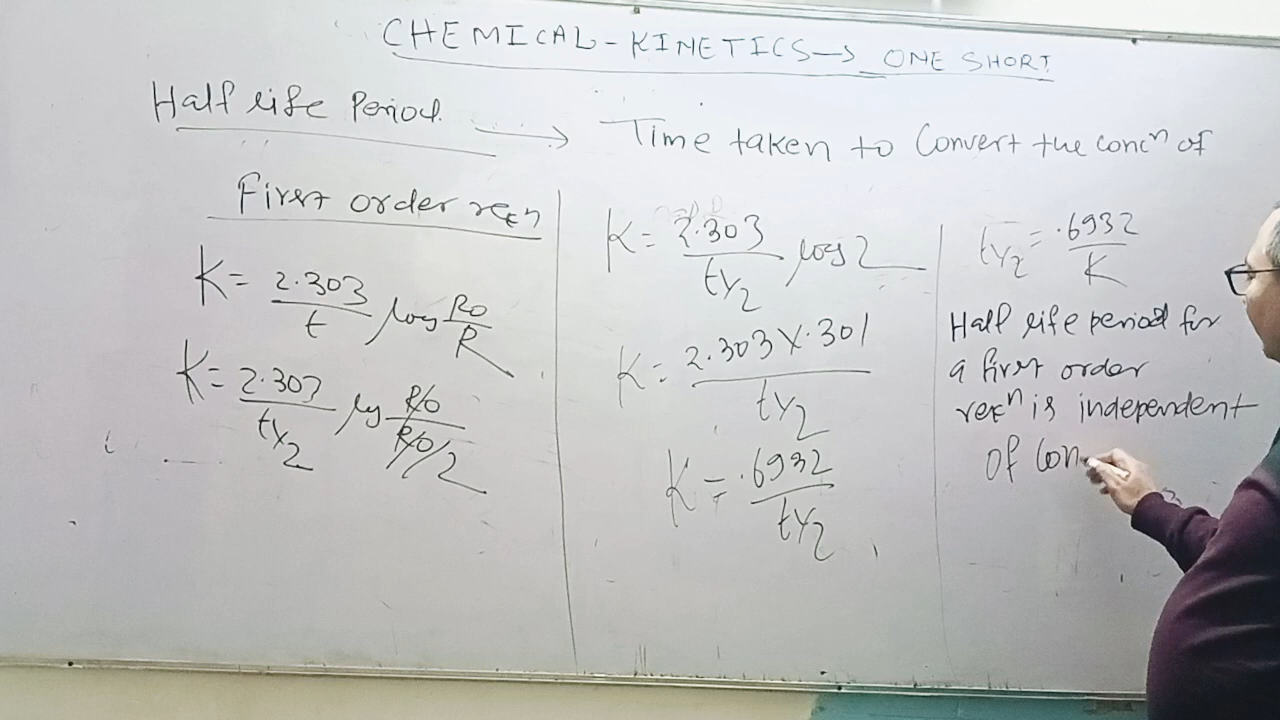 CHEMICAL-KINETICS→ ONE SHORT
Half life Period. → Time taken to Convert the concⁿ of
First order rexⁿ
K = 2.303/t log R0/R
K = 2.303/t1/2 log R0/R0/2
K = 2.303/t1/2 log 2
K = 2.303 X .301/t1/2
K = .6932/t1/2
t1/2 = .6932/K
Half life period for
a first order
rexⁿ is independent
of con